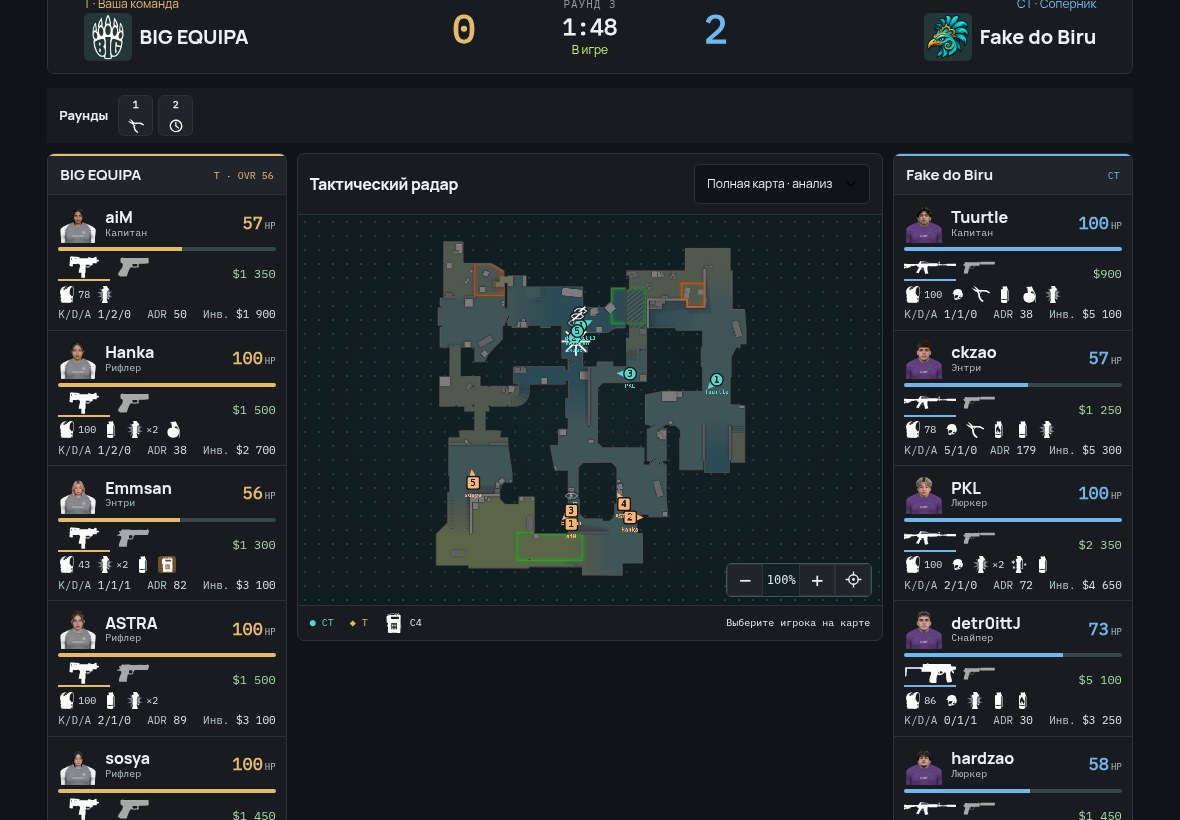 T · Ваша команда
РАУНД 3
CT · Соперник
BIG EQUIPA
0
1:48
2
Fake do Biru
В игре
Раунды
1
2
BIG EQUIPA
T · OVR 56
aiM
Капитан
57 HP
$1 350
78
K/D/A 1/2/0 ADR 50 Инв. $1 900
Hanka
Рифлер
100 HP
$1 500
100 ×2
K/D/A 1/2/0 ADR 38 Инв. $2 700
Emmsan
Энтри
56 HP
$1 300
43 ×2
K/D/A 1/1/1 ADR 82 Инв. $3 100
ASTRA
Рифлер
100 HP
$1 500
100 ×2
K/D/A 2/1/0 ADR 89 Инв. $3 100
sosya
Рифлер
100 HP
$1 450
Тактический радар
Полная карта · анализ
5
3
PKL
1
Tuurtle
5
sosya
3
1
aiM
4
2
Hanka
− 100% +
CT
T
C4
Выберите игрока на карте
Fake do Biru
CT
Tuurtle
Капитан
100 HP
$900
100
K/D/A 1/1/0 ADR 38 Инв. $5 100
ckzao
Энтри
57 HP
$1 250
78
K/D/A 5/1/0 ADR 179 Инв. $5 300
PKL
Люркер
100 HP
$2 350
100 ×2
K/D/A 2/1/0 ADR 72 Инв. $4 650
detr0ittJ
Снайпер
73 HP
$5 100
86
K/D/A 0/1/1 ADR 30 Инв. $3 250
hardzao
Люркер
58 HP
$1 450